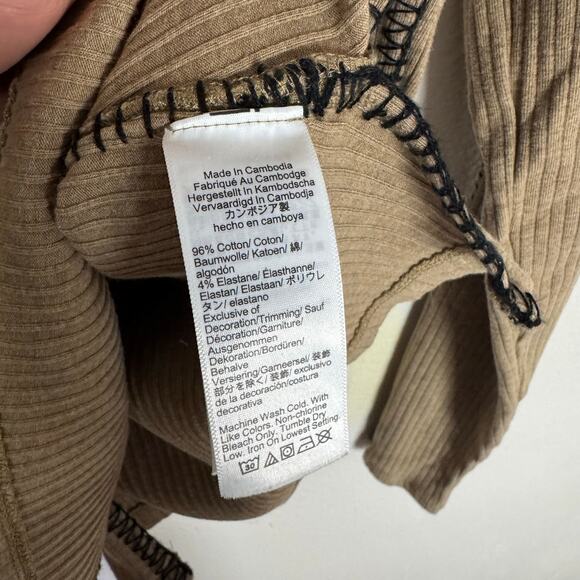 Made In Cambodia
Fabriqué Au Cambodge
Hergestellt In Kambodscha
Vervaardigd In Cambodja
カンボジア製
hecho en camboya
96% Cotton/ Coton/
Baumwolle/ Katoen/ 綿/
algodón
4% Elastane/ Élasthanne/
Elastan/ Elastaan/ ポリウレ
タン/ elastano
Exclusive of
Decoration/Trimming/ Sauf
Décoration/Garniture/
Ausgenommen
Dekoration/Bordüren/
Behalve
Versiering/Garneersel/ 装飾
部分を除く/ 装飾/ exclusivo
de la decoración/costura
decorativa
Machine Wash Cold. With
Like Colors. Non-chlorine
Bleach Only. Tumble Dry
Low. Iron On Lowest Setting.
30